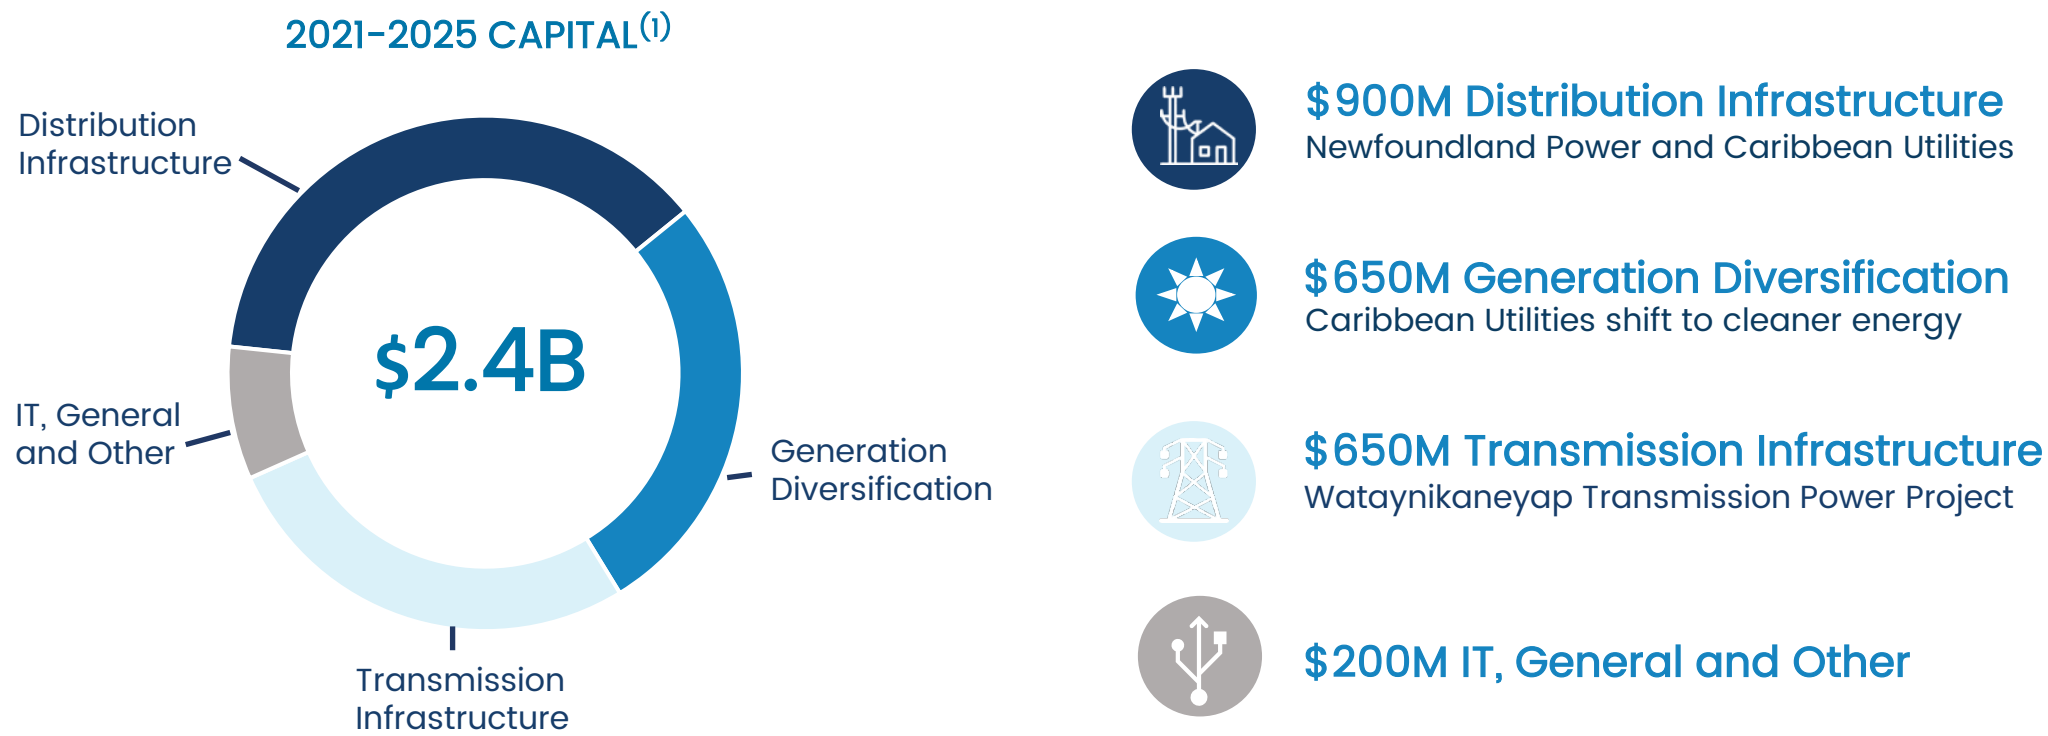 2021-2025 CAPITAL(1)
Distribution
Infrastructure
$2.4B
IT, General
and Other
Generation
Diversification
Transmission
Infrastructure
$900M Distribution Infrastructure
Newfoundland Power and Caribbean Utilities
$650M Generation Diversification
Caribbean Utilities shift to cleaner energy
$650M Transmission Infrastructure
Wataynikaneyap Transmission Power Project
$200M IT, General and Other